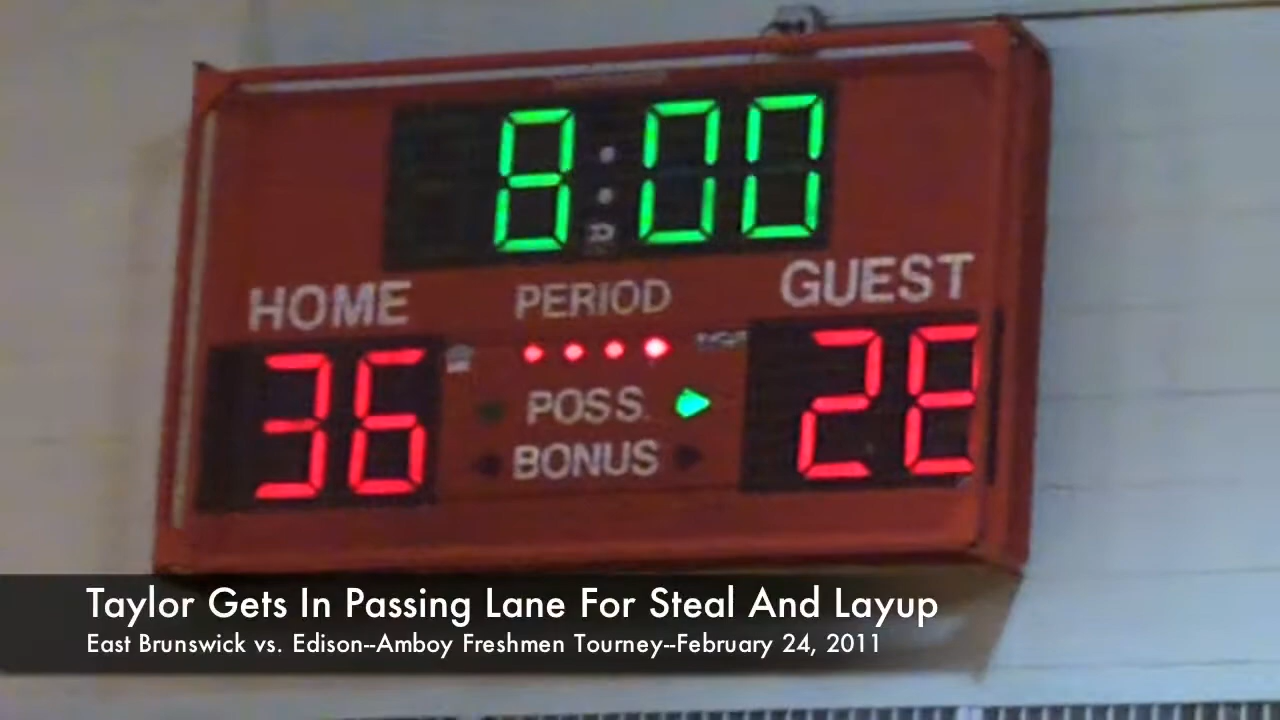 8:00
HOME PERIOD GUEST
36
POSS.
BONUS
Taylor Gets In Passing Lane For Steal And Layup
East Brunswick vs. Edison--Amboy Freshmen Tourney--February 24, 2011